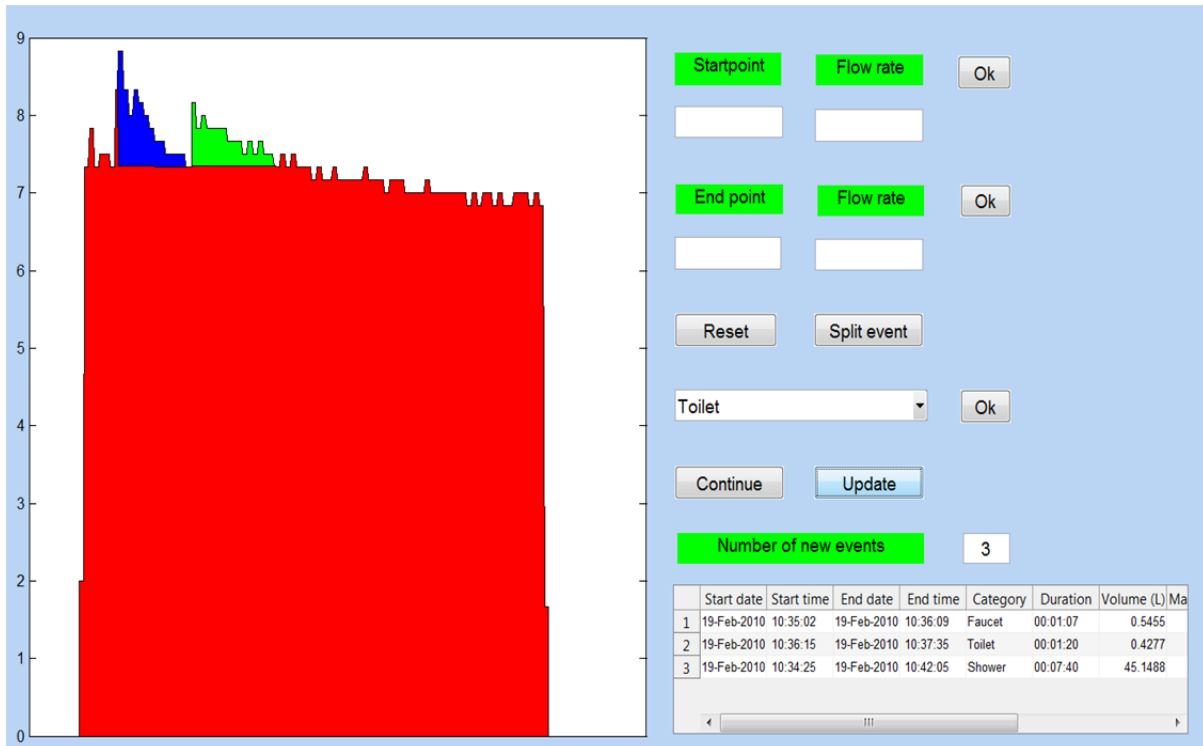 9
8
7
6
5
4
3
2
1
0
Startpoint Flow rate Ok
End point Flow rate Ok
Reset Split event
Toilet Ok
Continue Update
Number of new events 3
Start date Start time End date End time Category Duration Volume (L) Ma
1 19-Feb-2010 10:35:02 19-Feb-2010 10:36:09 Faucet 00:01:07 0.5455
2 19-Feb-2010 10:36:15 19-Feb-2010 10:37:35 Toilet 00:01:20 0.4277
3 19-Feb-2010 10:34:25 19-Feb-2010 10:42:05 Shower 00:07:40 45.1488